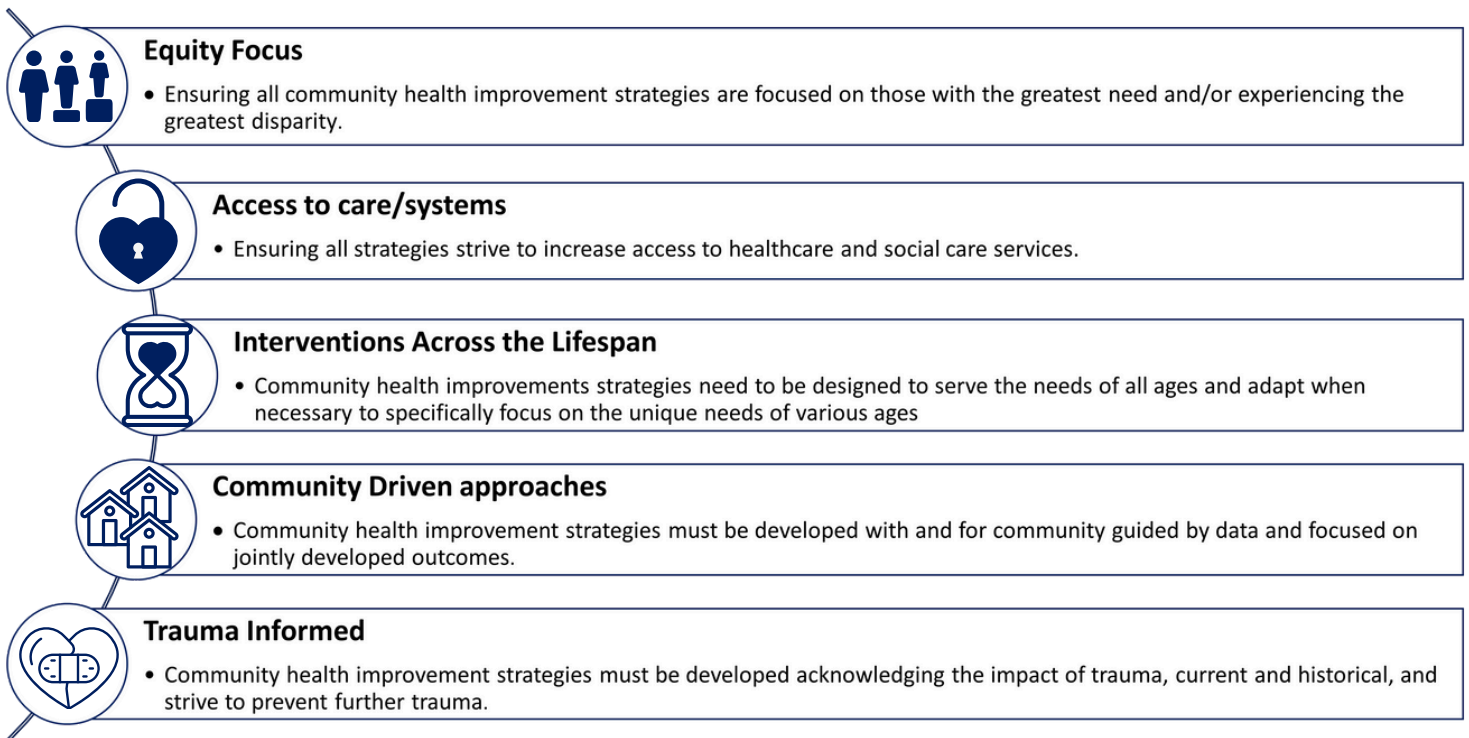 Equity Focus
• Ensuring all community health improvement strategies are focused on those with the greatest need and/or experiencing the
greatest disparity.
Access to care/systems
• Ensuring all strategies strive to increase access to healthcare and social care services.
Interventions Across the Lifespan
• Community health improvements strategies need to be designed to serve the needs of all ages and adapt when
necessary to specifically focus on the unique needs of various ages
Community Driven approaches
• Community health improvement strategies must be developed with and for community guided by data and focused on
jointly developed outcomes.
Trauma Informed
• Community health improvement strategies must be developed acknowledging the impact of trauma, current and historical, and
strive to prevent further trauma.